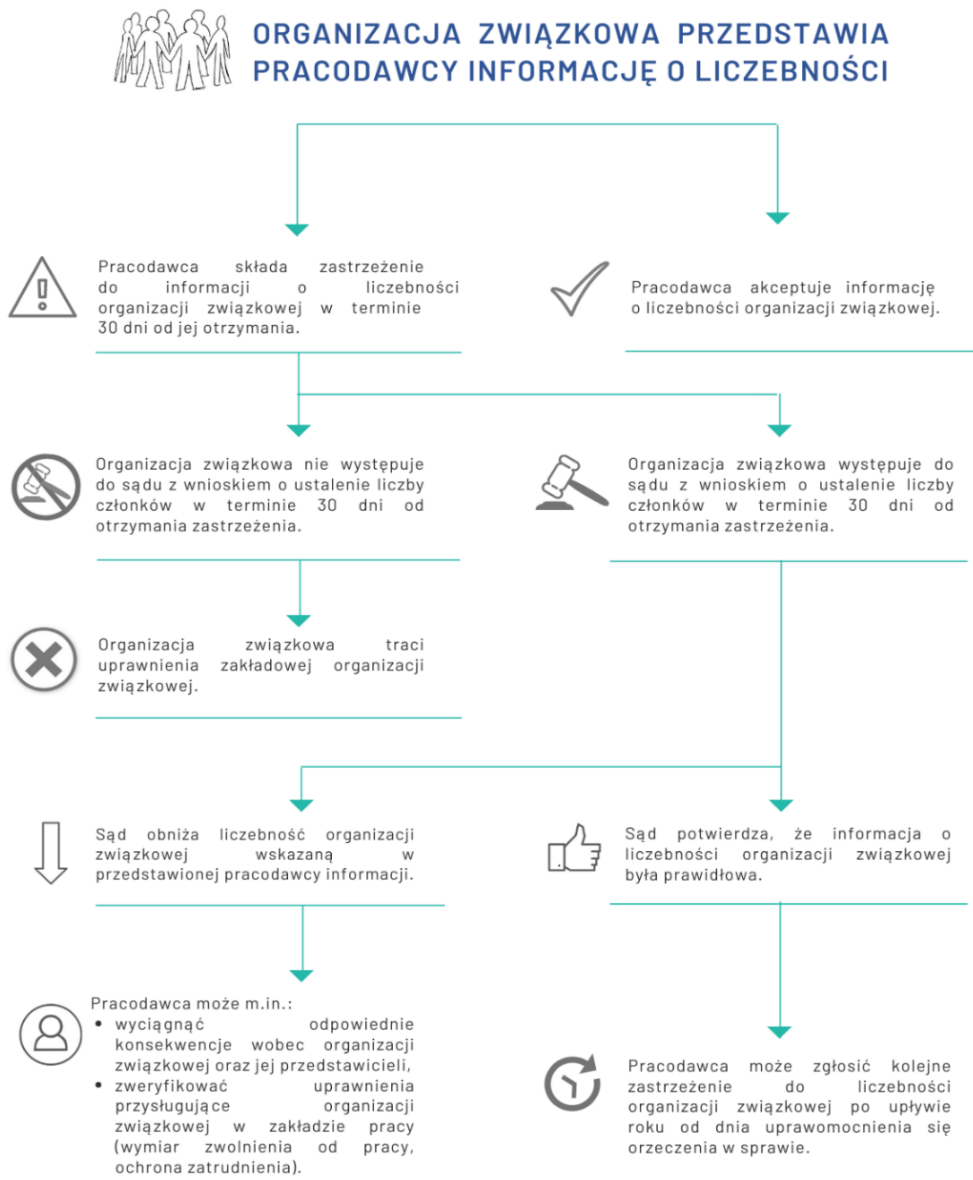 ORGANIZACJA ZWIĄZKOWA PRZEDSTAWIA
PRACODAWCY INFORMACJĘ O LICZEBNOŚCI
Pracodawca składa zastrzeżenie
do informacji o liczebności
organizacji związkowej w terminie
30 dni od jej otrzymania.
Pracodawca akceptuje informację
o liczebności organizacji związkowej.
Organizacja związkowa nie występuje
do sądu z wnioskiem o ustalenie liczby
członków w terminie 30 dni od
otrzymania zastrzeżenia.
Organizacja związkowa występuje do
sądu z wnioskiem o ustalenie liczby
członków w terminie 30 dni od
otrzymania zastrzeżenia.
Organizacja związkowa traci
uprawnienia zakładowej organizacji
związkowej.
Sąd obniża liczebność organizacji
związkowej wskazaną w
przedstawionej pracodawcy informacji.
Sąd potwierdza, że informacja o
liczebności organizacji związkowej
była prawidłowa.
Pracodawca może m.in.:
• wyciągnąć odpowiednie
konsekwencje wobec organizacji
związkowej oraz jej przedstawicieli,
• zweryfikować uprawnienia
przysługujące organizacji
związkowej w zakładzie pracy
(wymiar zwolnienia od pracy,
ochrona zatrudnienia).
Pracodawca może zgłosić kolejne
zastrzeżenie do liczebności
organizacji związkowej po upływie
roku od dnia uprawomocnienia się
orzeczenia w sprawie.